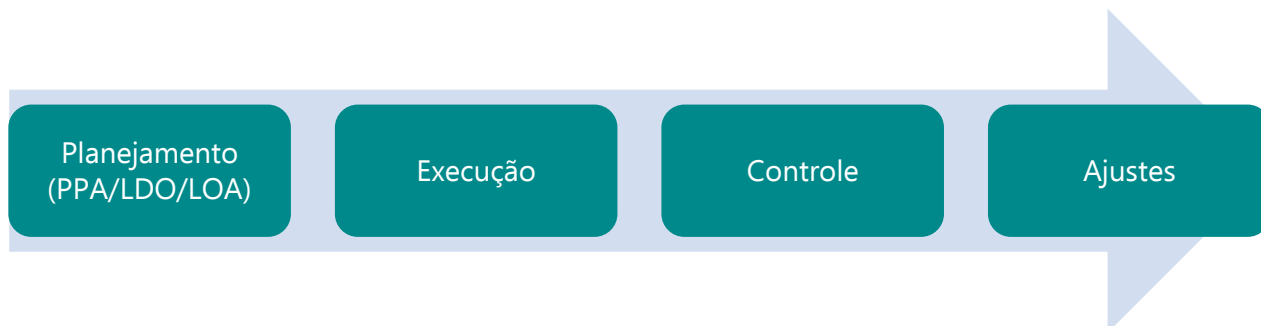 Planejamento
(PPA/LDO/LOA)
Execução
Controle
Ajustes